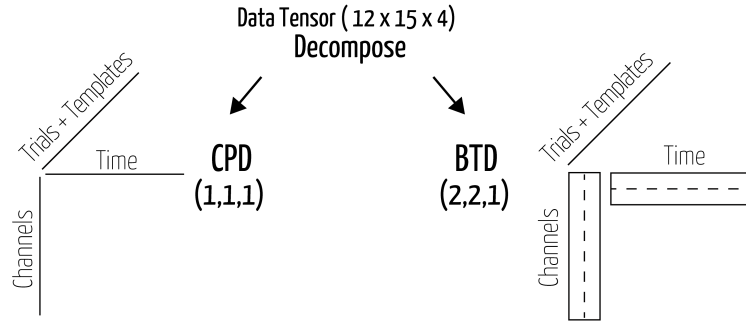 Data Tensor ( 12 x 15 x 4)
Decompose
Trials + Templates
Time
Channels
CPD
(1,1,1)
BTD
(2,2,1)
Trials + Templates
Time
Channels